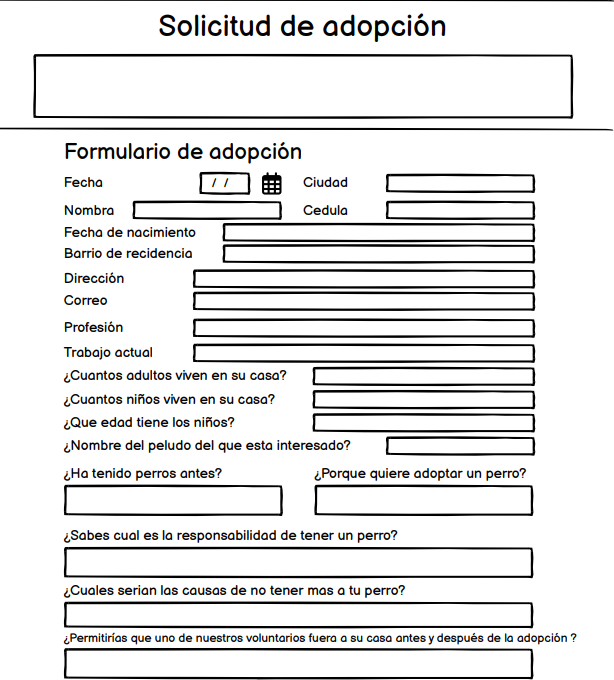 Solicitud de adopción
Formulario de adopción
Fecha / / Ciudad
Nombra Cedula
Fecha de nacimiento
Barrio de recidencia
Dirección
Correo
Profesión
Trabajo actual
¿Cuantos adultos viven en su casa?
¿Cuantos niños viven en su casa?
¿Que edad tiene los niños?
¿Nombre del peludo del que esta interesado?
¿Ha tenido perros antes? ¿Porque quiere adoptar un perro?
¿Sabes cual es la responsabilidad de tener un perro?
¿Cuales serian las causas de no tener mas a tu perro?
¿Permitirías que uno de nuestros voluntarios fuera a su casa antes y después de la adopción ?